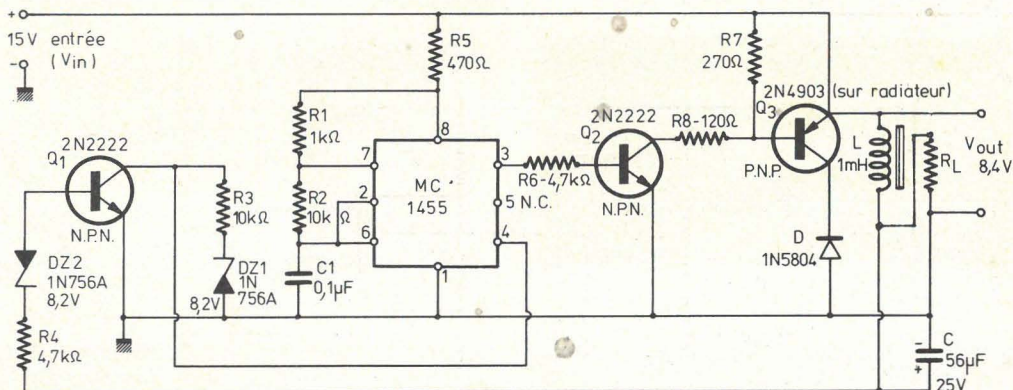 +
15V entrée
(Vin)
-
2N2222
Q1
N.P.N.
DZ2
1N756A
8,2V
R4
4,7kΩ
R3
10kΩ
DZ1
1N
756A
8,2V
R1
1kΩ
R2
10kΩ
C1
0,1µF
R5
470Ω
8
7
2
6
MC
1455
3
5 N.C.
4
1
R6-4,7kΩ
2N2222
Q2
N.P.N.
R8-120Ω
R7
270Ω
2N4903 (sur radiateur)
Q3
P.N.P.
D
1N5804
L
1mH
RL
Vout
8,4V
-
C
56µF
+
25V